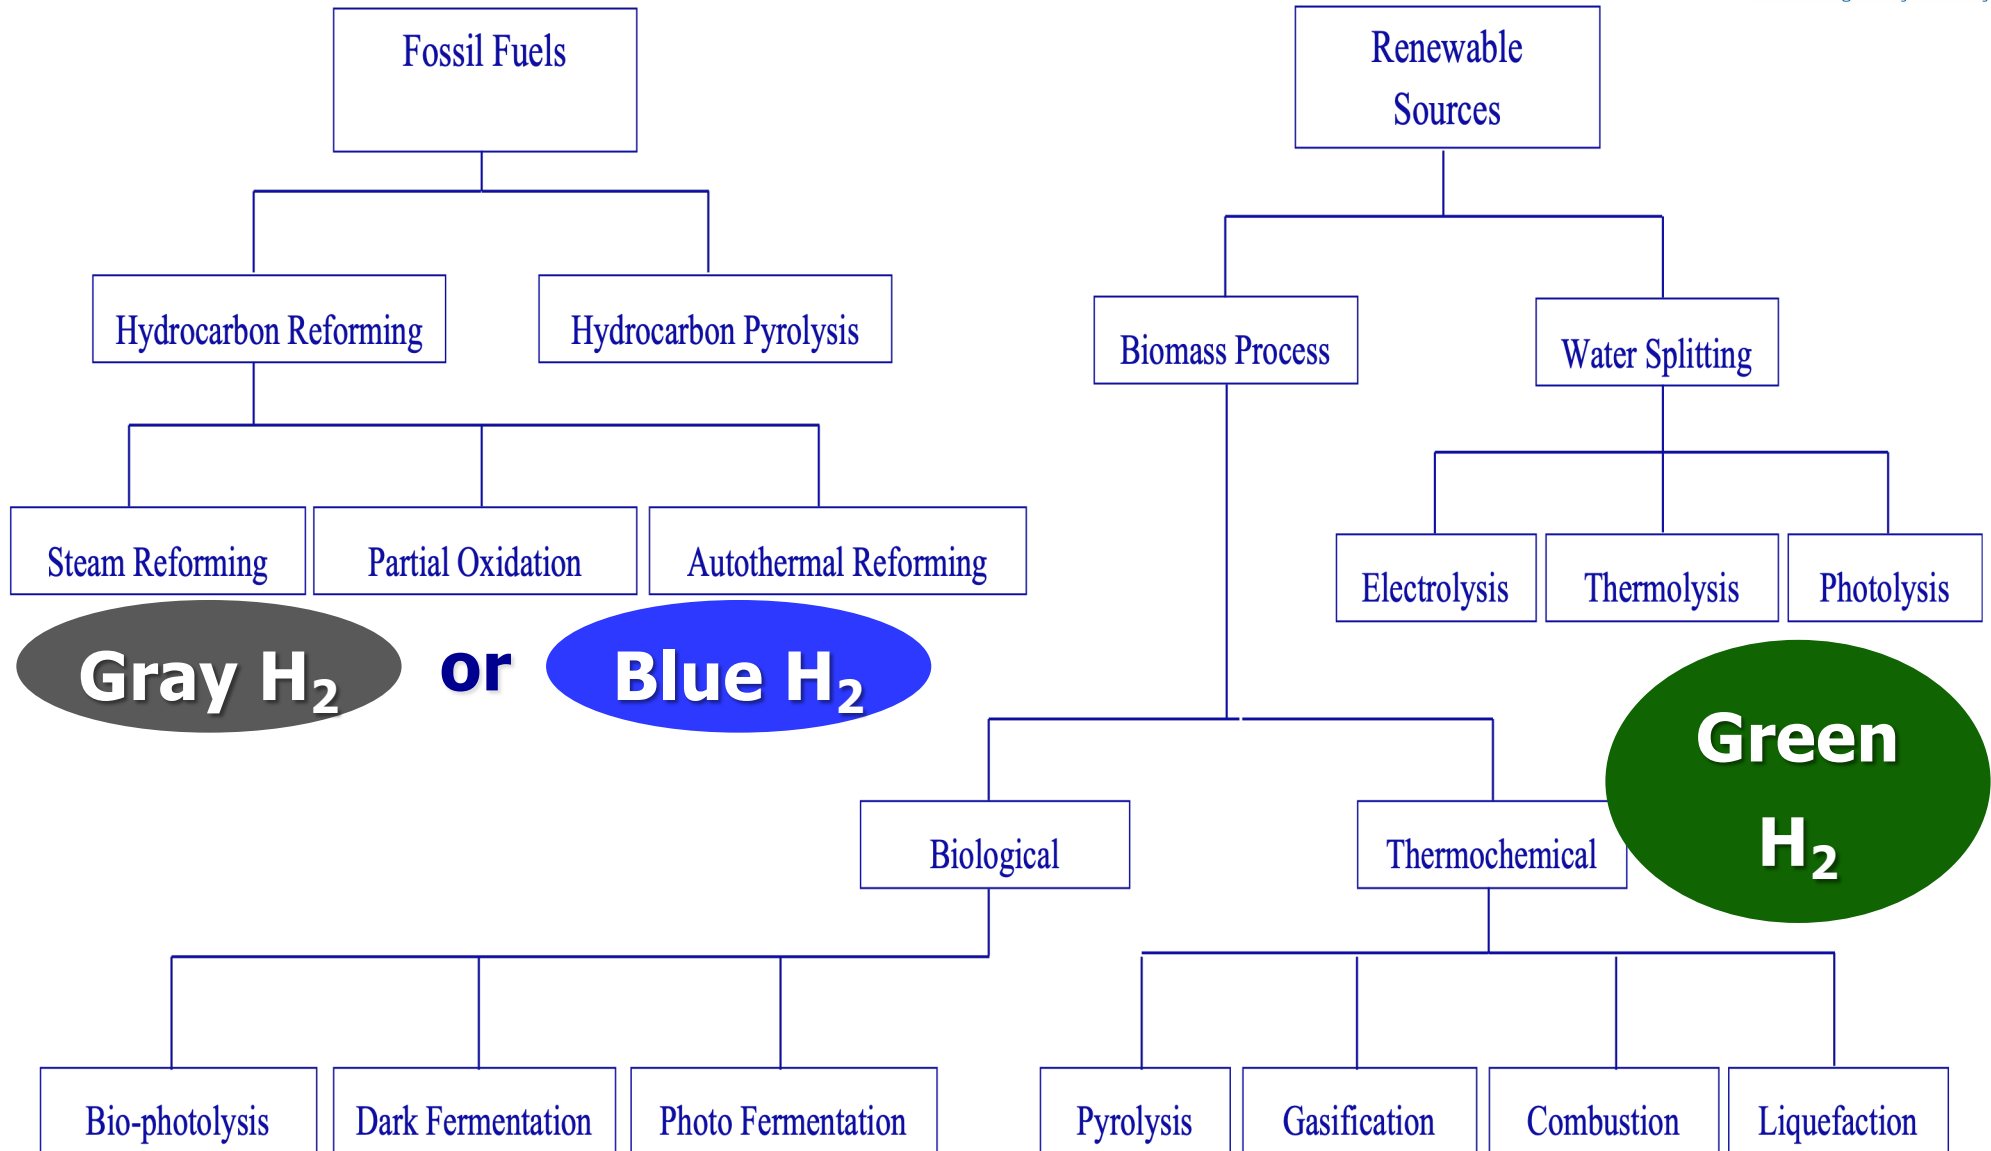 Fossil Fuels
Renewable
Sources
Hydrocarbon Reforming
Hydrocarbon Pyrolysis
Biomass Process
Water Splitting
Steam Reforming
Partial Oxidation
Autothermal Reforming
Electrolysis
Thermolysis
Photolysis
Gray H₂
or
Blue H₂
Green
H₂
Biological
Thermochemical
Bio-photolysis
Dark Fermentation
Photo Fermentation
Pyrolysis
Gasification
Combustion
Liquefaction